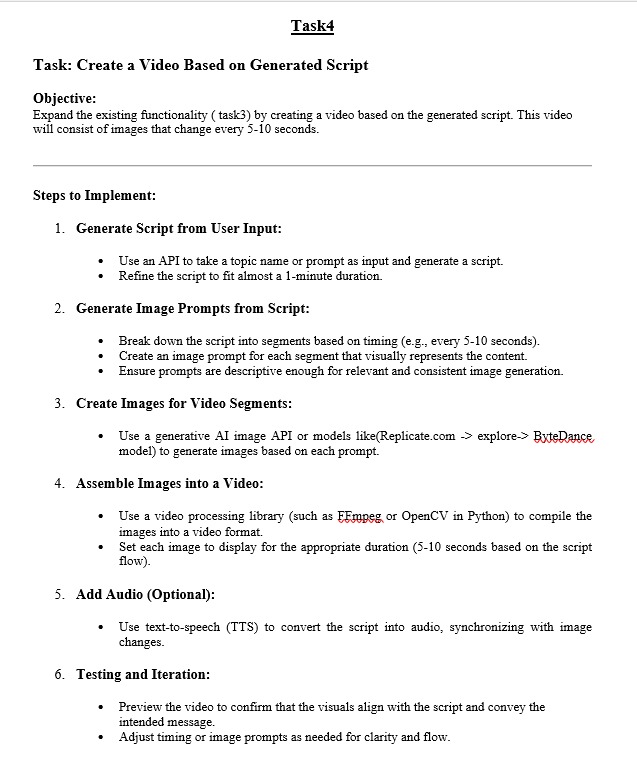 Task4
Task: Create a Video Based on Generated Script
Objective:
Expand the existing functionality ( task3) by creating a video based on the generated script. This video
will consist of images that change every 5-10 seconds.
Steps to Implement:
1. Generate Script from User Input:
• Use an API to take a topic name or prompt as input and generate a script.
• Refine the script to fit almost a 1-minute duration.
2. Generate Image Prompts from Script:
• Break down the script into segments based on timing (e.g., every 5-10 seconds).
• Create an image prompt for each segment that visually represents the content.
• Ensure prompts are descriptive enough for relevant and consistent image generation.
3. Create Images for Video Segments:
• Use a generative AI image API or models like(Replicate.com -> explore-> ByteDance
model) to generate images based on each prompt.
4. Assemble Images into a Video:
• Use a video processing library (such as FFmpeg or OpenCV in Python) to compile the
images into a video format.
• Set each image to display for the appropriate duration (5-10 seconds based on the script
flow).
5. Add Audio (Optional):
• Use text-to-speech (TTS) to convert the script into audio, synchronizing with image
changes.
6. Testing and Iteration:
• Preview the video to confirm that the visuals align with the script and convey the
intended message.
• Adjust timing or image prompts as needed for clarity and flow.